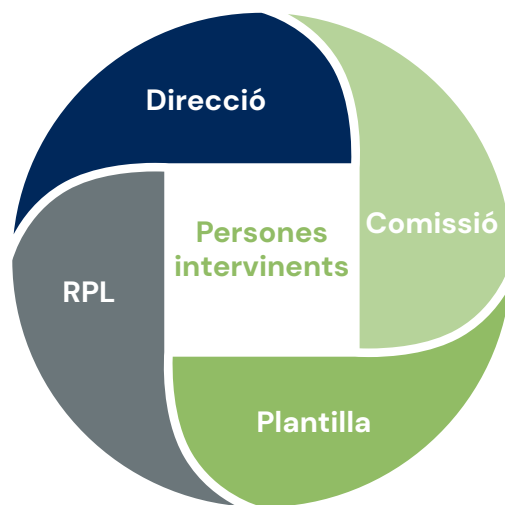 Direcció
Comissió
Persones
intervinents
RPL
Plantilla